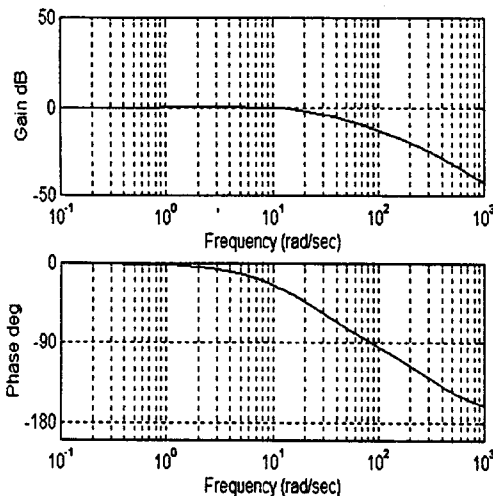 50
Gain dB
0
-50
10^-1 10^0 10^1 10^2 10^3
Frequency (rad/sec)
0
Phase deg
-90
-180
10^-1 10^0 10^1 10^2 10^3
Frequency (rad/sec)